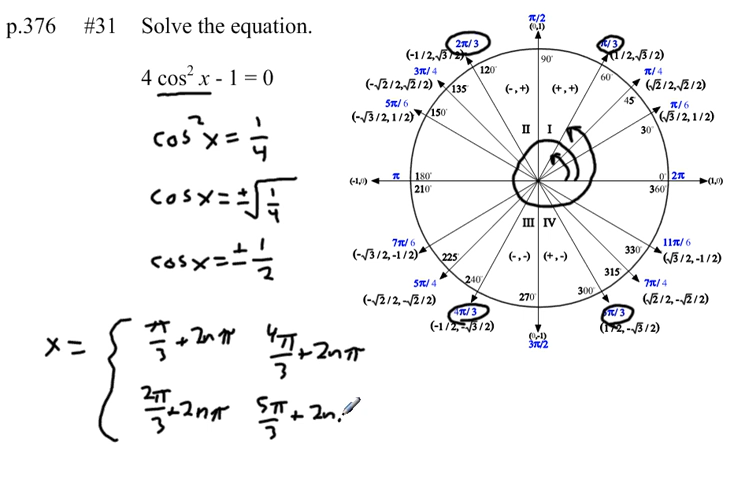 p.376 #31 Solve the equation.
4 cos² x - 1 = 0
cos²x = 1/4
cosx = ±√1/4
cosx = ± 1/2
x = { π/3 + 2nπ 4π/3 + 2nπ
2π/3 + 2nπ 5π/3 + 2n
π/2
(0,1)
90°
2π/3
(-1/2,√3/2)
120°
π/3
(1/2,√3/2)
60°
3π/4
(-√2/2,√2/2)
135°
π/4
(√2/2,√2/2)
45°
5π/6
(-√3/2,1/2)
150°
π/6
(√3/2,1/2)
30°
(-,+) (+,+)
II I
(-1,0) π 180° 0° 2π (1,0)
210° 360°
III IV
(-,-) (+,-)
7π/6
(-√3/2,-1/2)
225°
11π/6
(√3/2,-1/2)
330°
5π/4
(-√2/2,-√2/2)
240°
7π/4
(√2/2,-√2/2)
315°
4π/3
(-1/2,-√3/2)
270°
5π/3
(1/2,-√3/2)
300°
(0,-1)
3π/2